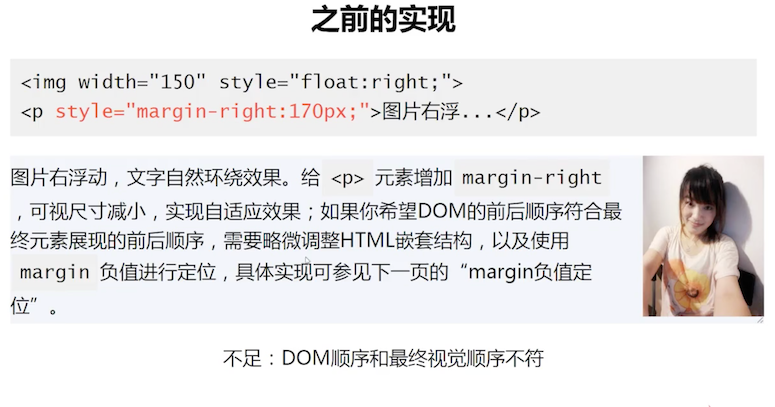 之前的实现
<img width="150" style="float:right;">
<p style="margin-right:170px;">图片右浮...</p>
图片右浮动，文字自然环绕效果。给 <p> 元素增加 margin-right
，可视尺寸减小，实现自适应效果；如果你希望DOM的前后顺序符合最
终元素展现的前后顺序，需要略微调整HTML嵌套结构，以及使用
margin 负值进行定位，具体实现可参见下一页的“margin负值定
位”。
不足：DOM顺序和最终视觉顺序不符